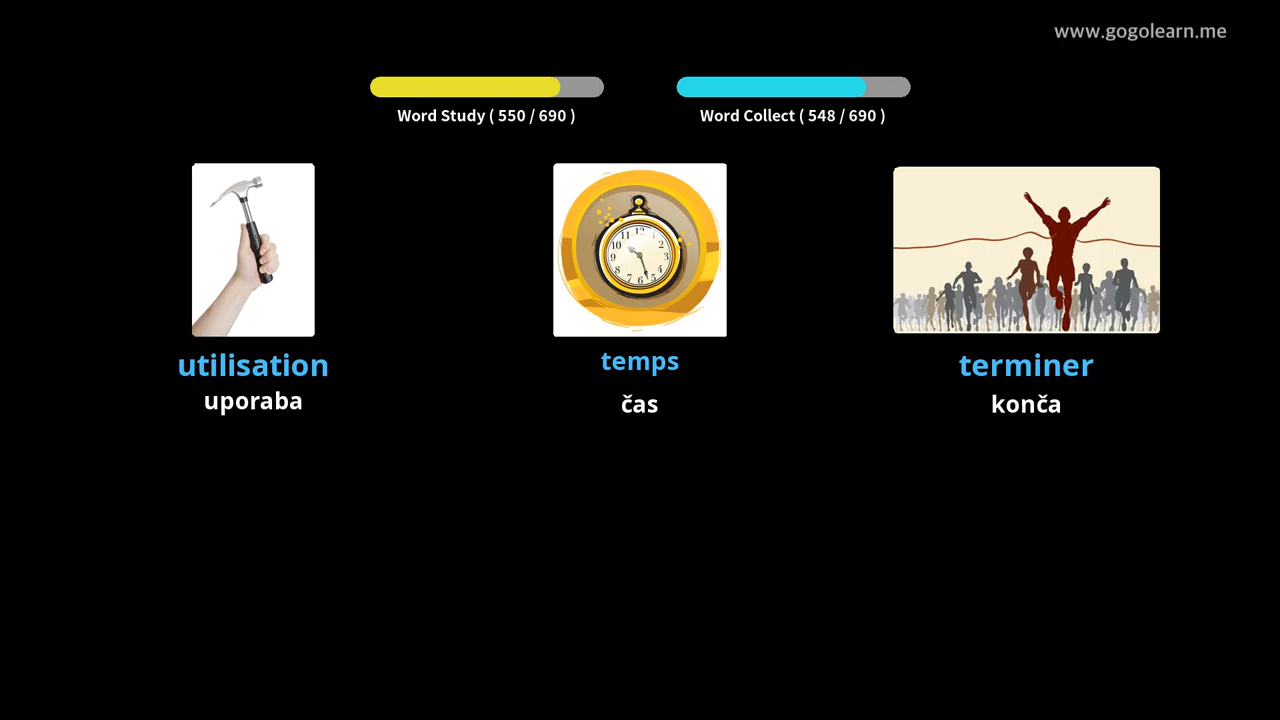 www.gogolearn.me
Word Study ( 550 / 690 )
Word Collect ( 548 / 690 )
utilisation
uporaba
temps
čas
terminer
konča